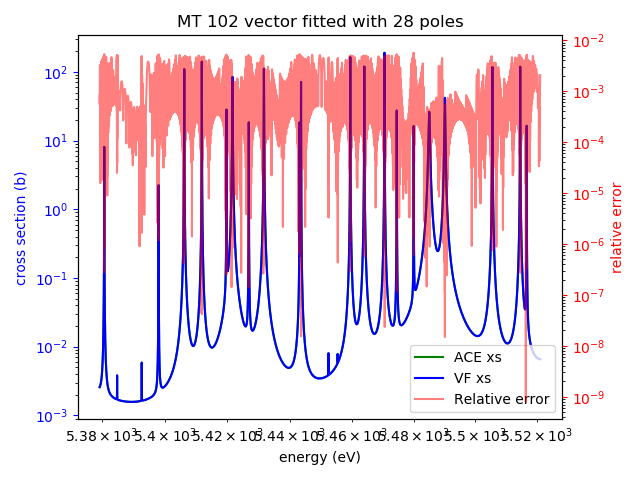 MT 102 vector fitted with 28 poles
10² 10¹ 10⁰ 10⁻¹ 10⁻² 10⁻³
cross section (b)
10⁻² 10⁻³ 10⁻⁴ 10⁻⁵ 10⁻⁶ 10⁻⁷ 10⁻⁸ 10⁻⁹
relative error
ACE xs
VF xs
Relative error
5.38 × 10³ 5.4 × 10³ 5.42 × 10³ 5.44 × 10³ 5.46 × 10³ 5.48 × 10³ 5.5 × 10³ 5.52 × 10³
energy (eV)